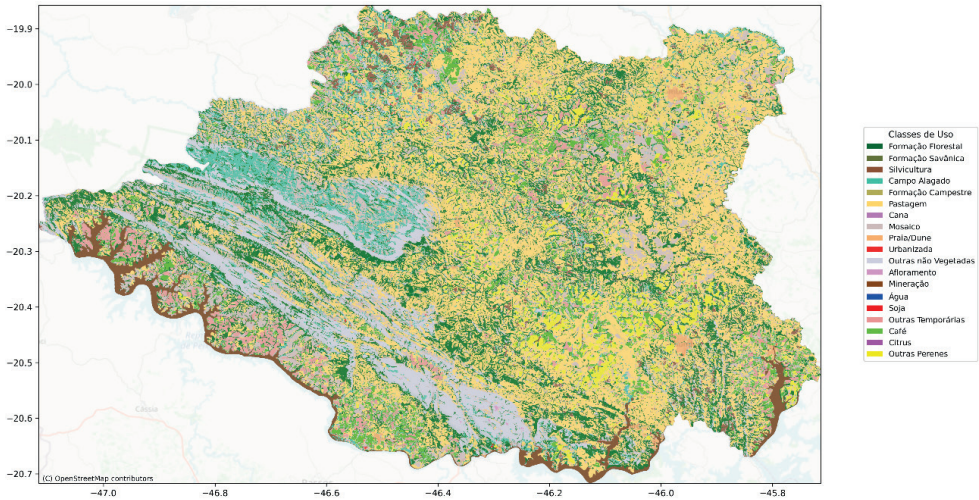 −19.9
−20.0
−20.1
−20.2
−20.3
−20.4
−20.5
−20.6
−20.7
−47.0
−46.8
−46.6
−46.4
−46.2
−46.0
−45.8
Cássia
(C) OpenStreetMap contributors
Classes de Uso
Formação Florestal
Formação Savânica
Silvicultura
Campo Alagado
Formação Campestre
Pastagem
Cana
Mosaico
Praia/Dune
Urbanizada
Outras não Vegetadas
Afloramento
Mineração
Água
Soja
Outras Temporárias
Café
Citrus
Outras Perenes